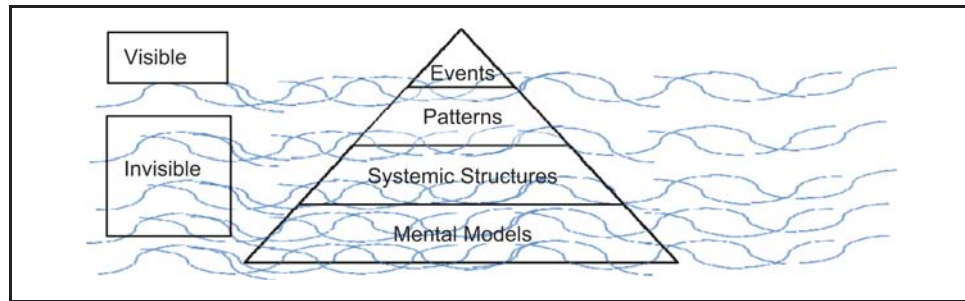 Visible
Events
Patterns
Invisible
Systemic Structures
Mental Models